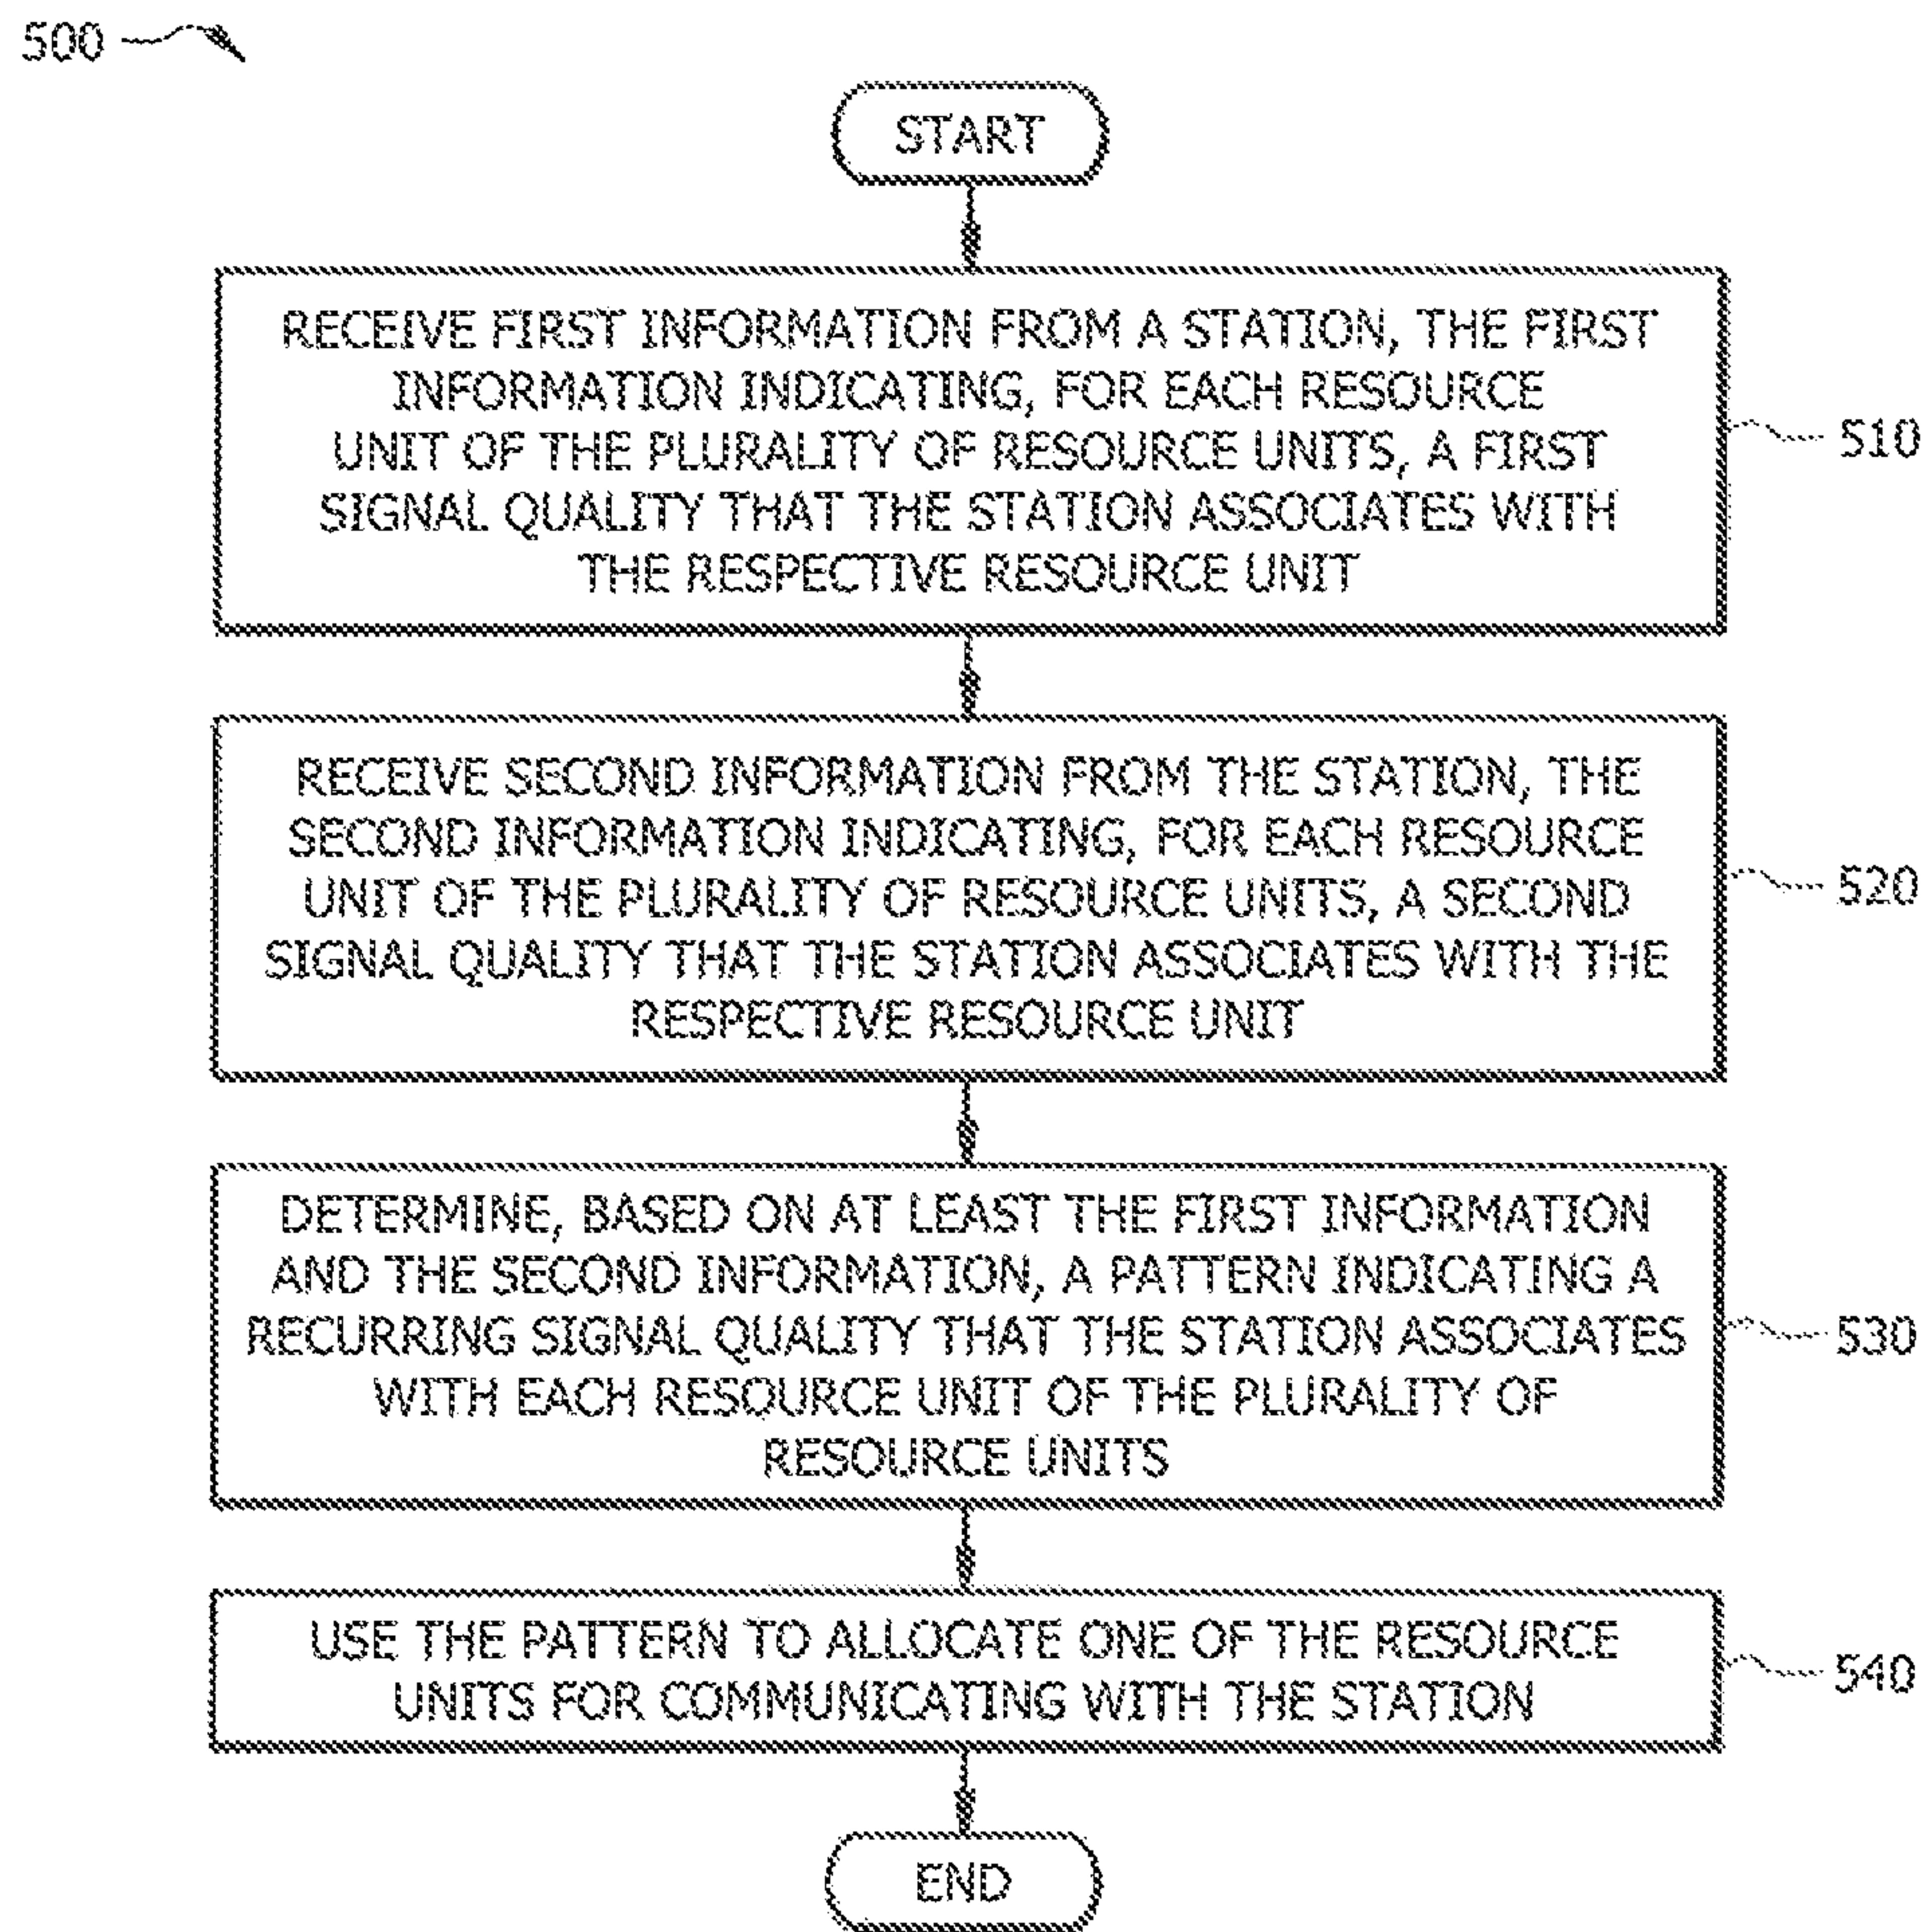 500
START
RECEIVE FIRST INFORMATION FROM A STATION, THE FIRST
INFORMATION INDICATING, FOR EACH RESOURCE
UNIT OF THE PLURALITY OF RESOURCE UNITS, A FIRST
SIGNAL QUALITY THAT THE STATION ASSOCIATES WITH
THE RESPECTIVE RESOURCE UNIT
510
RECEIVE SECOND INFORMATION FROM THE STATION, THE
SECOND INFORMATION INDICATING, FOR EACH RESOURCE
UNIT OF THE PLURALITY OF RESOURCE UNITS, A SECOND
SIGNAL QUALITY THAT THE STATION ASSOCIATES WITH THE
RESPECTIVE RESOURCE UNIT
520
DETERMINE, BASED ON AT LEAST THE FIRST INFORMATION
AND THE SECOND INFORMATION, A PATTERN INDICATING A
RECURRING SIGNAL QUALITY THAT THE STATION ASSOCIATES
WITH EACH RESOURCE UNIT OF THE PLURALITY OF
RESOURCE UNITS
530
USE THE PATTERN TO ALLOCATE ONE OF THE RESOURCE
UNITS FOR COMMUNICATING WITH THE STATION
540
END